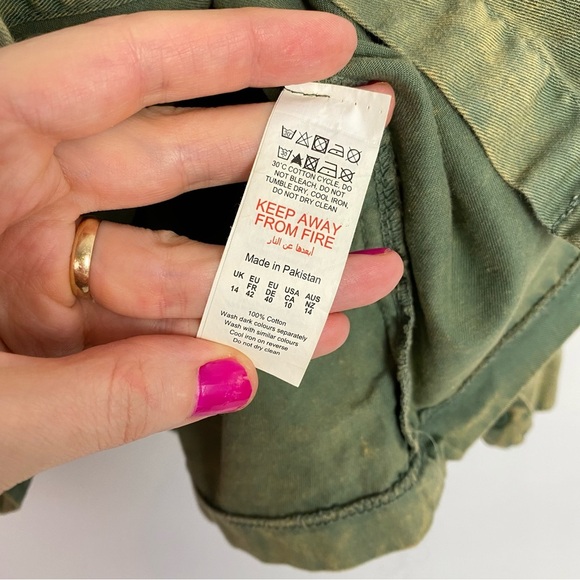 30°C COTTON CYCLE, DO
NOT BLEACH, DO NOT
TUMBLE DRY, COOL IRON,
DO NOT DRY CLEAN
KEEP AWAY
FROM FIRE
أبعدها عن النار
Made in Pakistan
UK EU EU USA AUS
FR DE CA NZ
14 42 40 10 14
100% Cotton
Wash dark colours separately
Wash with similar colours
Cool iron on reverse
Do not dry clean